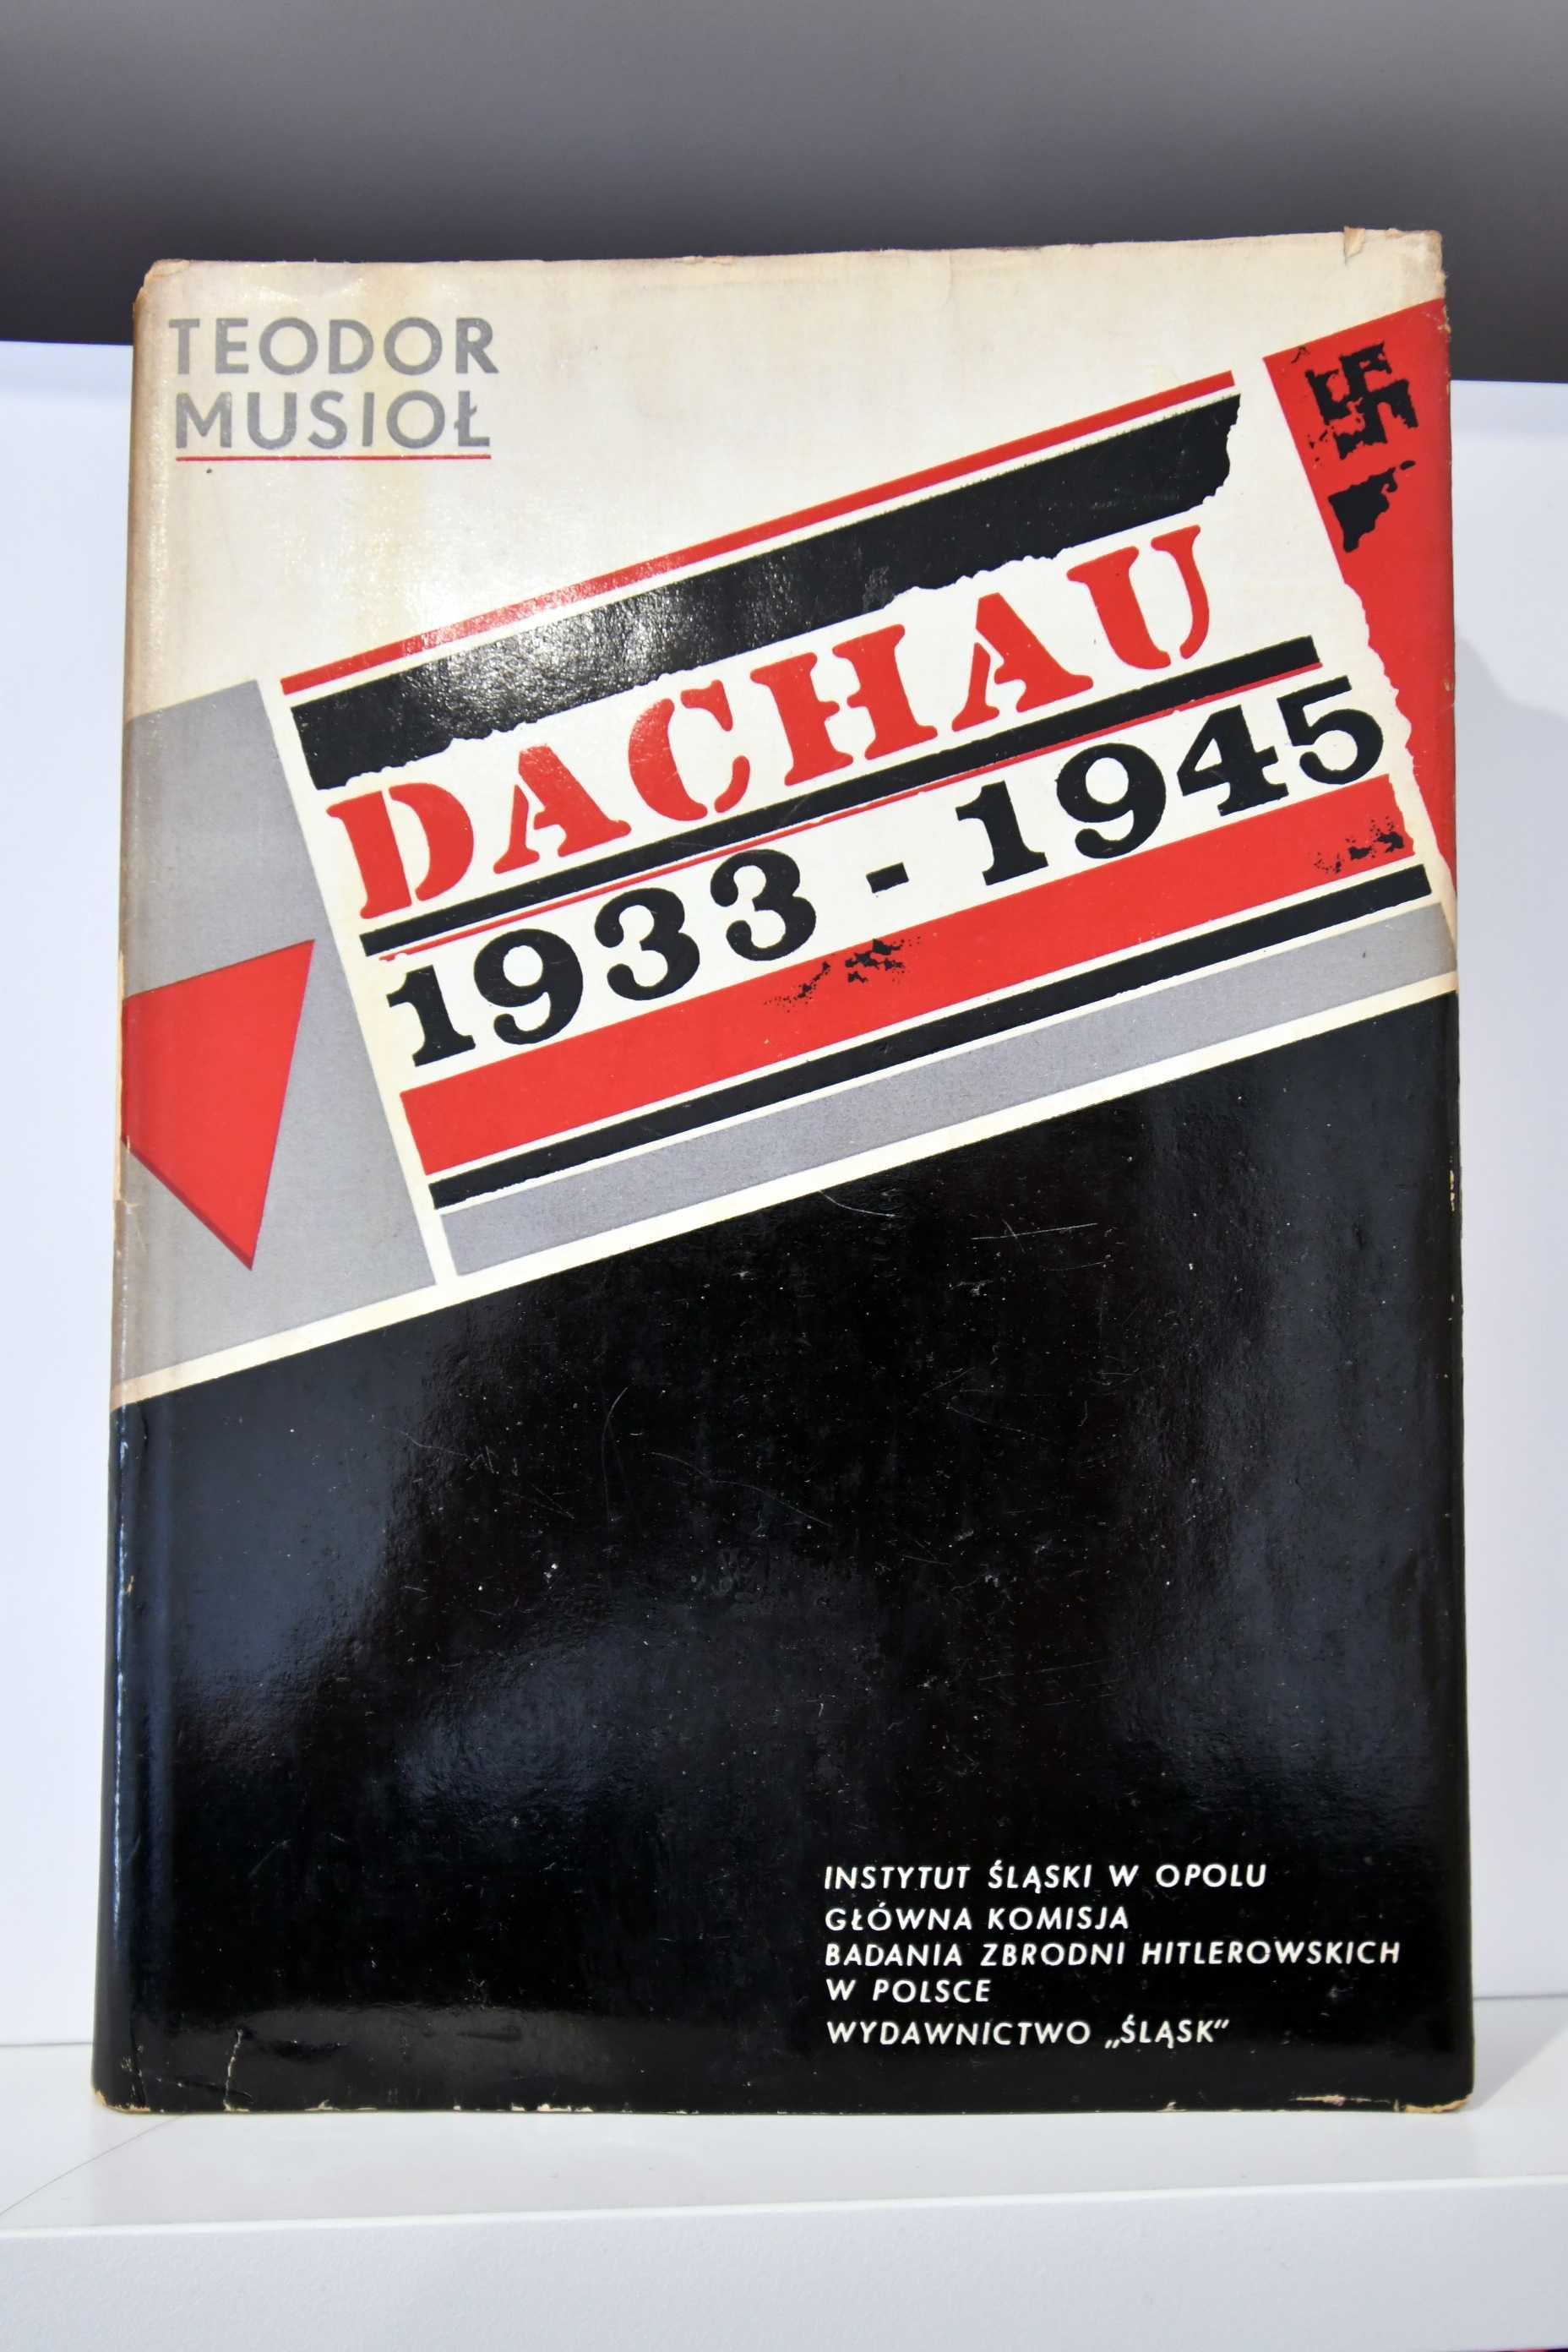 TEODOR
MUSIOŁ
DACHAU
1933 - 1945
INSTYTUT ŚLĄSKI W OPOLU
GŁÓWNA KOMISJA
BADANIA ZBRODNI HITLEROWSKICH
W POLSCE
WYDAWNICTWO „ŚLĄSK”